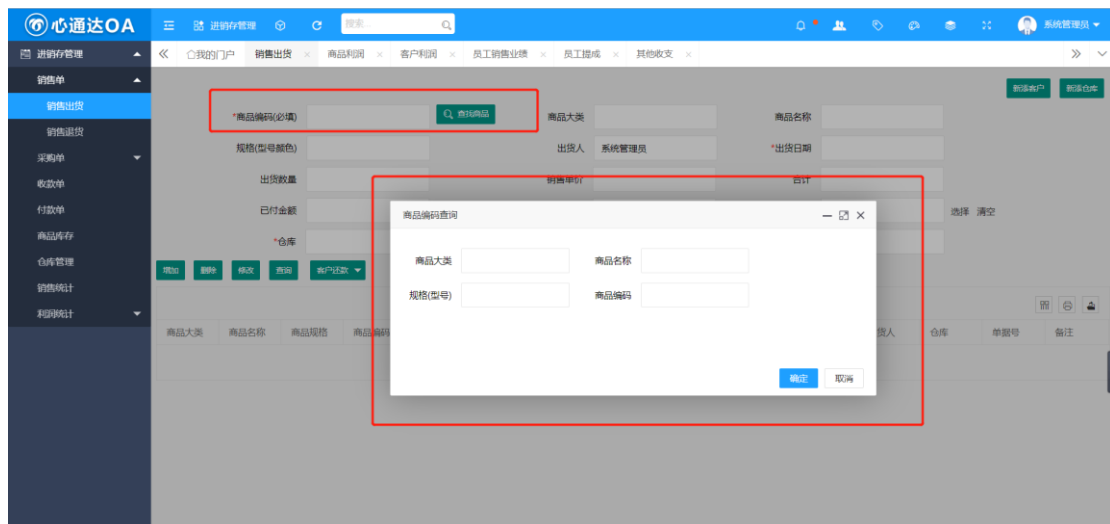 心通达OA 进销存管理 搜索... 系统管理员
进销存管理 我的门户 销售出货 商品利润 客户利润 员工销售业绩 员工提成 其他收支
销售单
新添客户 新添仓库
销售出货
*商品编码(必填) 查找商品 商品大类 商品名称
销售退货
规格(型号颜色) 出货人 系统管理员 *出货日期
采购单
出货数量 销售单价 合计
收款单
付款单 已付金额 选择 清空
商品编码查询
商品库存
*仓库
仓库管理 商品大类 商品名称
增加 删除 修改 查询 客户还款
销售统计 规格(型号) 商品编码
利润统计
商品大类 商品名称 商品规格 商品编码 货人 仓库 单据号 备注
确定 取消